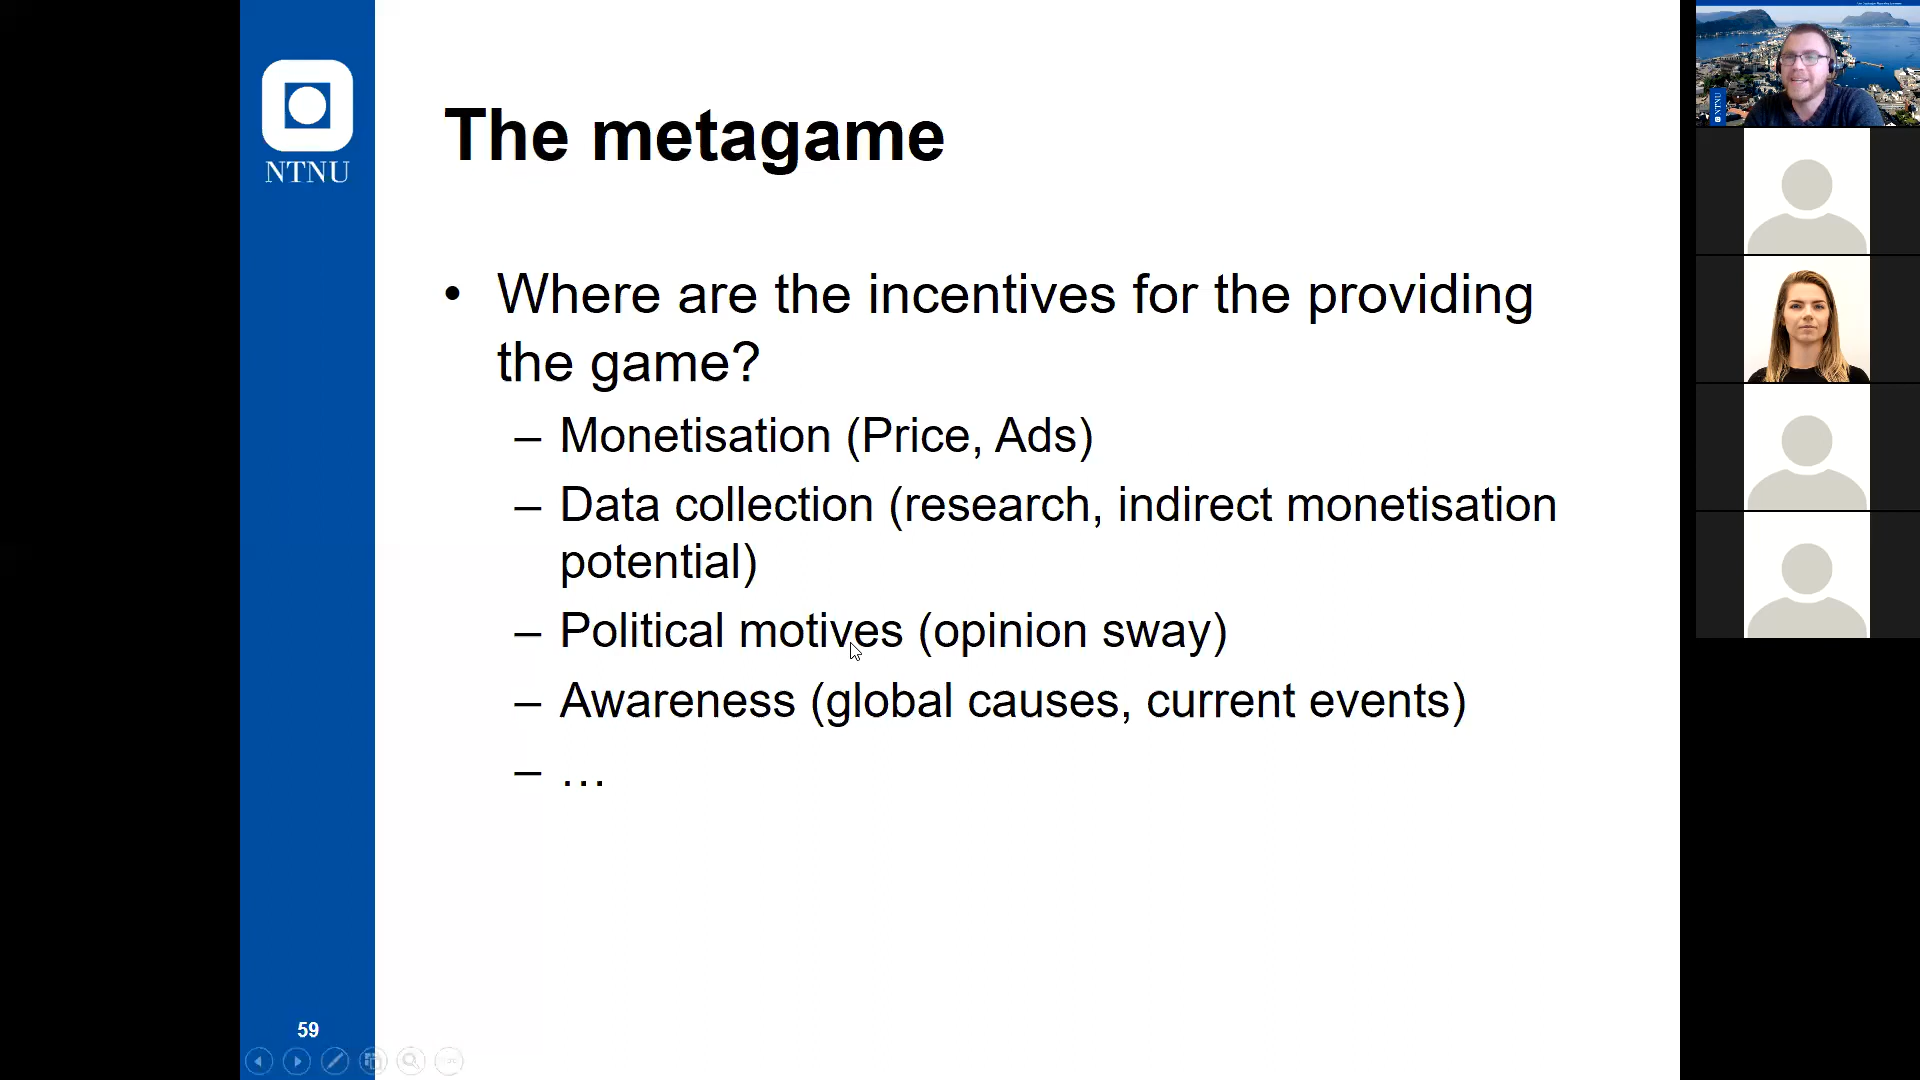 NTNU
The metagame
• Where are the incentives for the providing
the game?
– Monetisation (Price, Ads)
– Data collection (research, indirect monetisation
potential)
– Political motives (opinion sway)
– Awareness (global causes, current events)
– …
59
NTNU